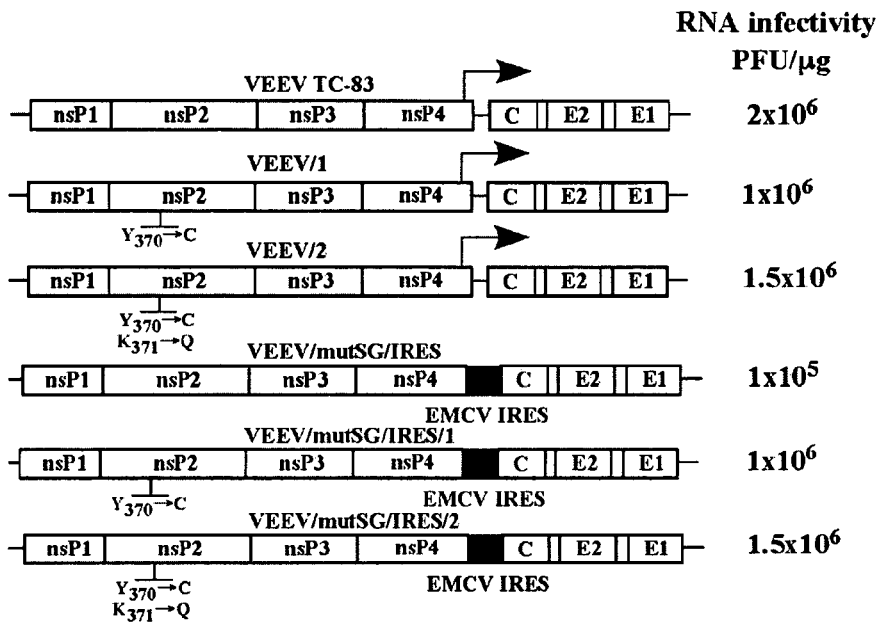 RNA infectivity
PFU/µg
VEEV TC-83
nsP1 nsP2 nsP3 nsP4 C E2 E1 2x10⁶
VEEV/1
nsP1 nsP2 nsP3 nsP4 C E2 E1 1x10⁶
Y₃₇₀→C
VEEV/2
nsP1 nsP2 nsP3 nsP4 C E2 E1 1.5x10⁶
Y₃₇₀→C
K₃₇₁→Q
VEEV/mutSG/IRES
nsP1 nsP2 nsP3 nsP4 C E2 E1 1x10⁵
EMCV IRES
VEEV/mutSG/IRES/1
nsP1 nsP2 nsP3 nsP4 C E2 E1 1x10⁶
Y₃₇₀→C EMCV IRES
VEEV/mutSG/IRES/2
nsP1 nsP2 nsP3 nsP4 C E2 E1 1.5x10⁶
Y₃₇₀→C EMCV IRES
K₃₇₁→Q